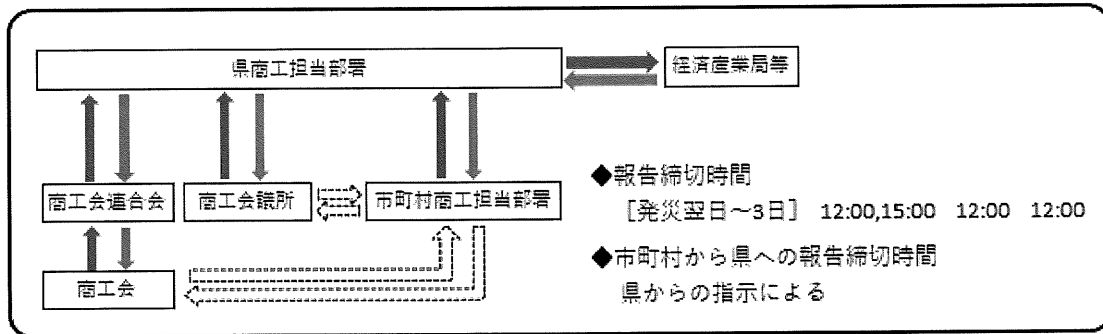 県商工担当部署
経済産業局等
商工会連合会
商工会議所
市町村商工担当部署
商工会
◆報告締切時間
［発災翌日～3日］ 12:00,15:00 12:00 12:00
◆市町村から県への報告締切時間
県からの指示による